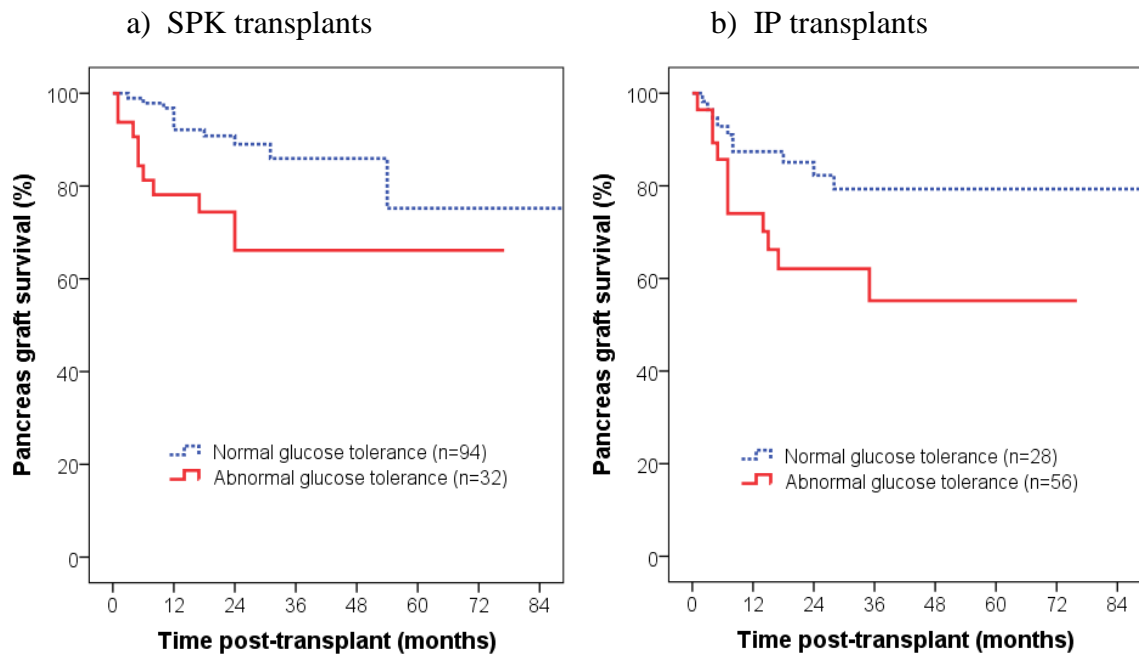 a) SPK transplants
Pancreas graft survival (%)
100
80
60
40
20
0
Normal glucose tolerance (n=94)
Abnormal glucose tolerance (n=32)
0 12 24 36 48 60 72 84
Time post-transplant (months)
b) IP transplants
Pancreas graft survival (%)
100
80
60
40
20
0
Normal glucose tolerance (n=28)
Abnormal glucose tolerance (n=56)
0 12 24 36 48 60 72 84
Time post-transplant (months)